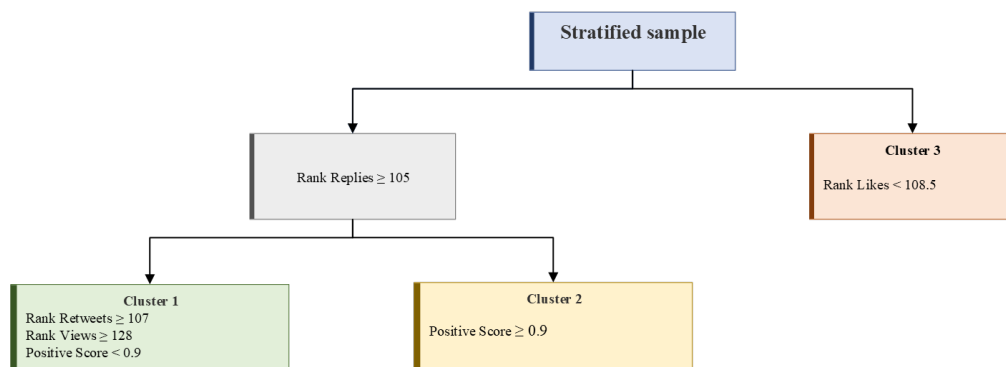 Stratified sample
Rank Replies ≥ 105
Cluster 3
Rank Likes < 108.5
Cluster 1
Rank Retweets ≥ 107
Rank Views ≥ 128
Positive Score < 0.9
Cluster 2
Positive Score ≥ 0.9